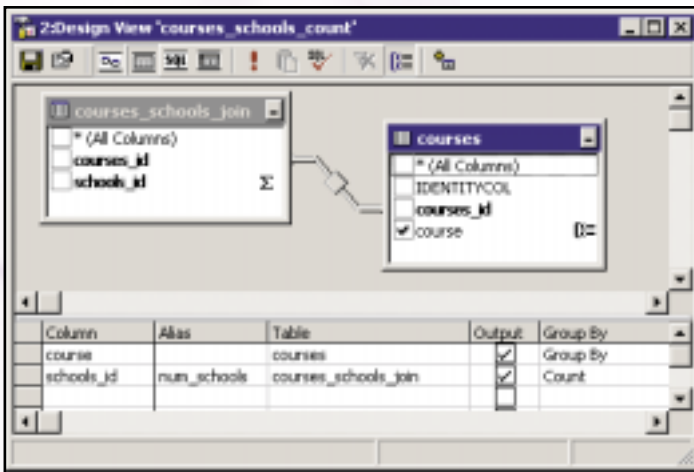 2:Design View 'courses_schools_count'
SQL
courses_schools_join
* (All Columns)
courses_id
schools_id
Σ
courses
* (All Columns)
IDENTITYCOL
courses_id
course
Column Alias Table Output Group By
course courses Group By
schools_id num_schools courses_schools_join Count